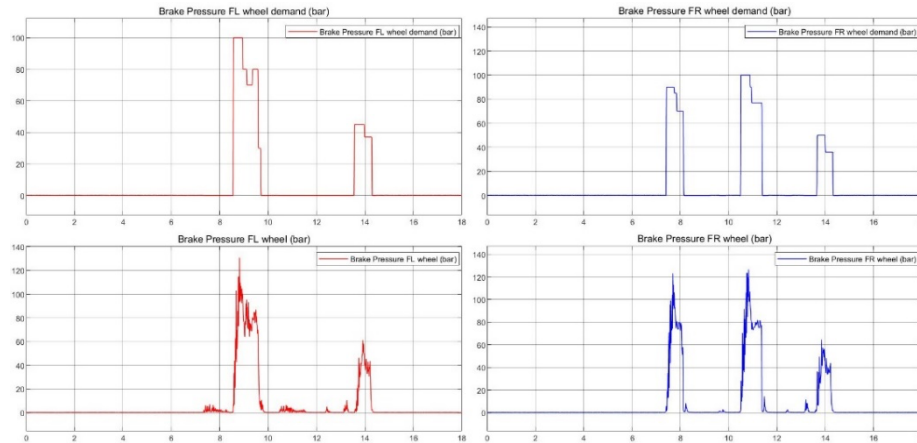 Brake Pressure FL wheel demand (bar)
Brake Pressure FL wheel demand (bar)
100
80
60
40
20
0
0 2 4 6 8 10 12 14 16 18
Brake Pressure FR wheel demand (bar)
Brake Pressure FR wheel demand (bar)
140
120
100
80
60
40
20
0
0 2 4 6 8 10 12 14 16 18
Brake Pressure FL wheel (bar)
Brake Pressure FL wheel (bar)
140
120
100
80
60
40
20
0
0 2 4 6 8 10 12 14 16 18
Brake Pressure FR wheel (bar)
Brake Pressure FR wheel (bar)
140
120
100
80
60
40
20
0
0 2 4 6 8 10 12 14 16 18